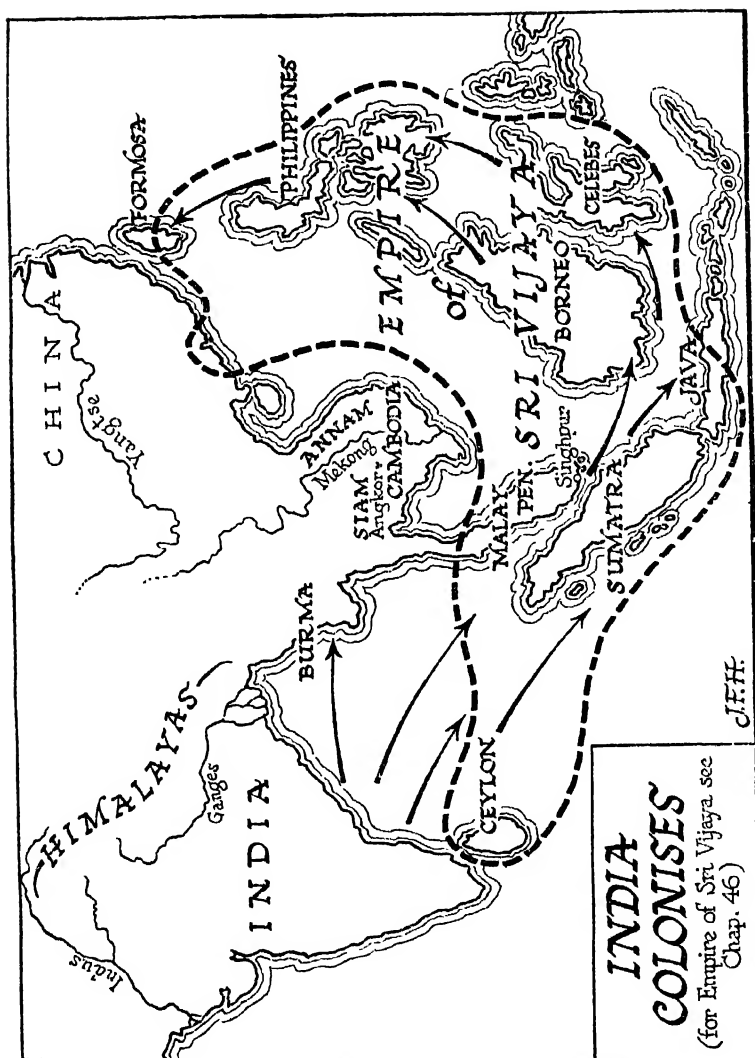 CHINA
Yangtse
FORMOSA
PHILIPPINES
HIMALAYAS
Indus
Ganges
INDIA
BURMA
SIAM
Angkor
ANNAM
Mekong
CAMBODIA
EMPIRE
of
SRI VIJAYA
MALAY
PEN.
Singhpur
BORNEO
CELEBES
CEYLON
SUMATRA
JAVA
INDIA
COLONISES
(for Empire of Sri Vijaya see
Chap. 46)
J.F.H.